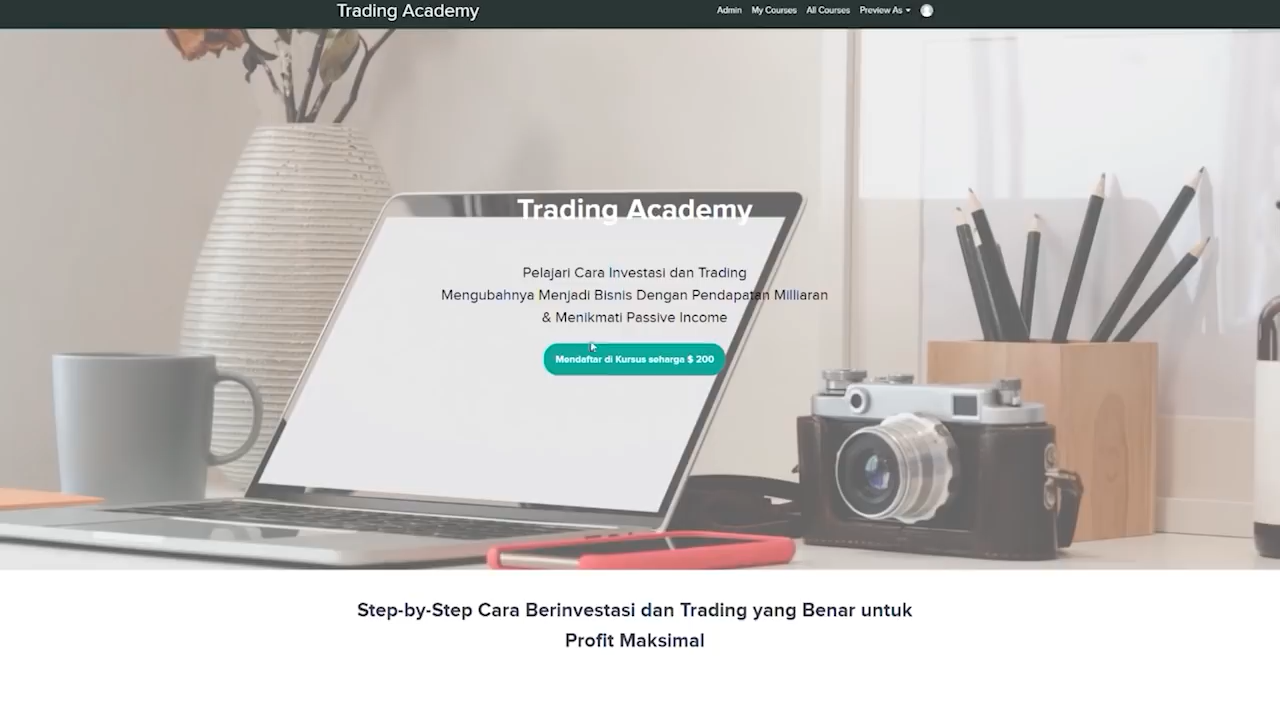 Trading Academy
Admin My Courses All Courses Preview As
Trading Academy
Pelajari Cara Investasi dan Trading
Mengubahnya Menjadi Bisnis Dengan Pendapatan Milliaran
& Menikmati Passive Income
Mendaftar di Kursus seharga $ 200
Step-by-Step Cara Berinvestasi dan Trading yang Benar untuk
Profit Maksimal